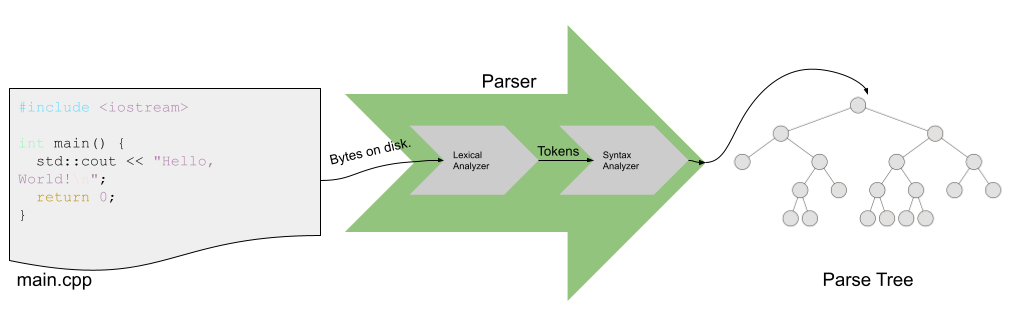 Parser
#include <iostream>
int main() {
std::cout << "Hello,
World!\n";
return 0;
}
main.cpp
Bytes on disk.
Lexical
Analyzer
Tokens
Syntax
Analyzer
Parse Tree